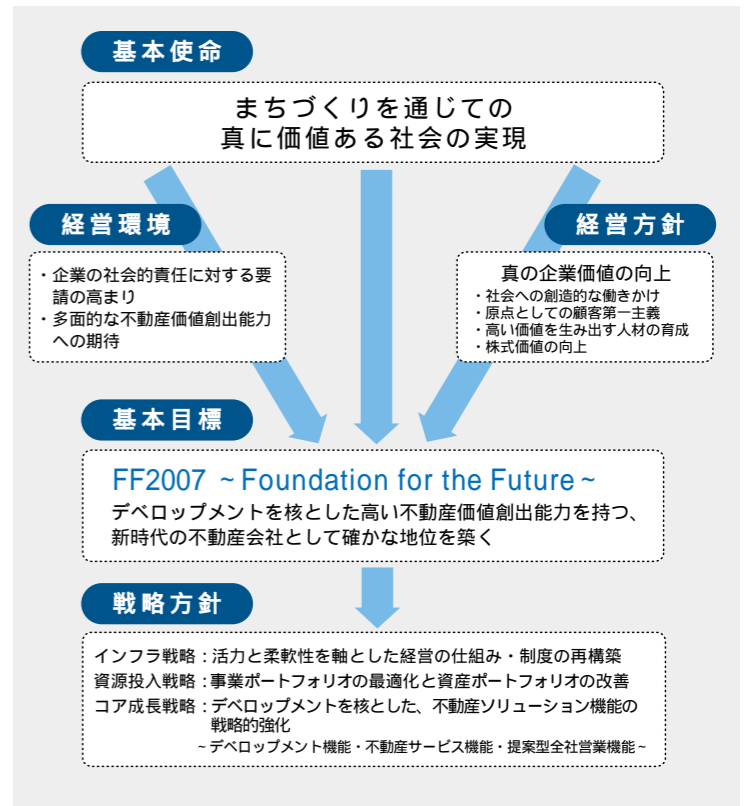 基本使命
まちづくりを通じての
真に価値ある社会の実現
経営環境
・企業の社会的責任に対する要
請の高まり
・多面的な不動産価値創出能力
への期待
経営方針
真の企業価値の向上
・社会への創造的な働きかけ
・原点としての顧客第一主義
・高い価値を生み出す人材の育成
・株式価値の向上
基本目標
FF2007 ~Foundation for the Future~
デベロップメントを核とした高い不動産価値創出能力を持つ、
新時代の不動産会社として確かな地位を築く
戦略方針
インフラ戦略:活力と柔軟性を軸とした経営の仕組み・制度の再構築
資源投入戦略:事業ポートフォリオの最適化と資産ポートフォリオの改善
コア成長戦略:デベロップメントを核とした、不動産ソリューション機能の
戦略的強化
~デベロップメント機能・不動産サービス機能・提案型全社営業機能~